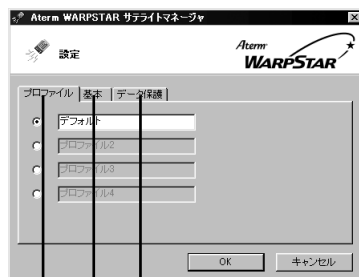 Aterm WARPSTAR サテライトマネージャ
設定
Aterm
WARPSTAR
プロファイル 基本 データ保護
デフォルト
プロファイル2
プロファイル3
プロファイル4
OK キャンセル